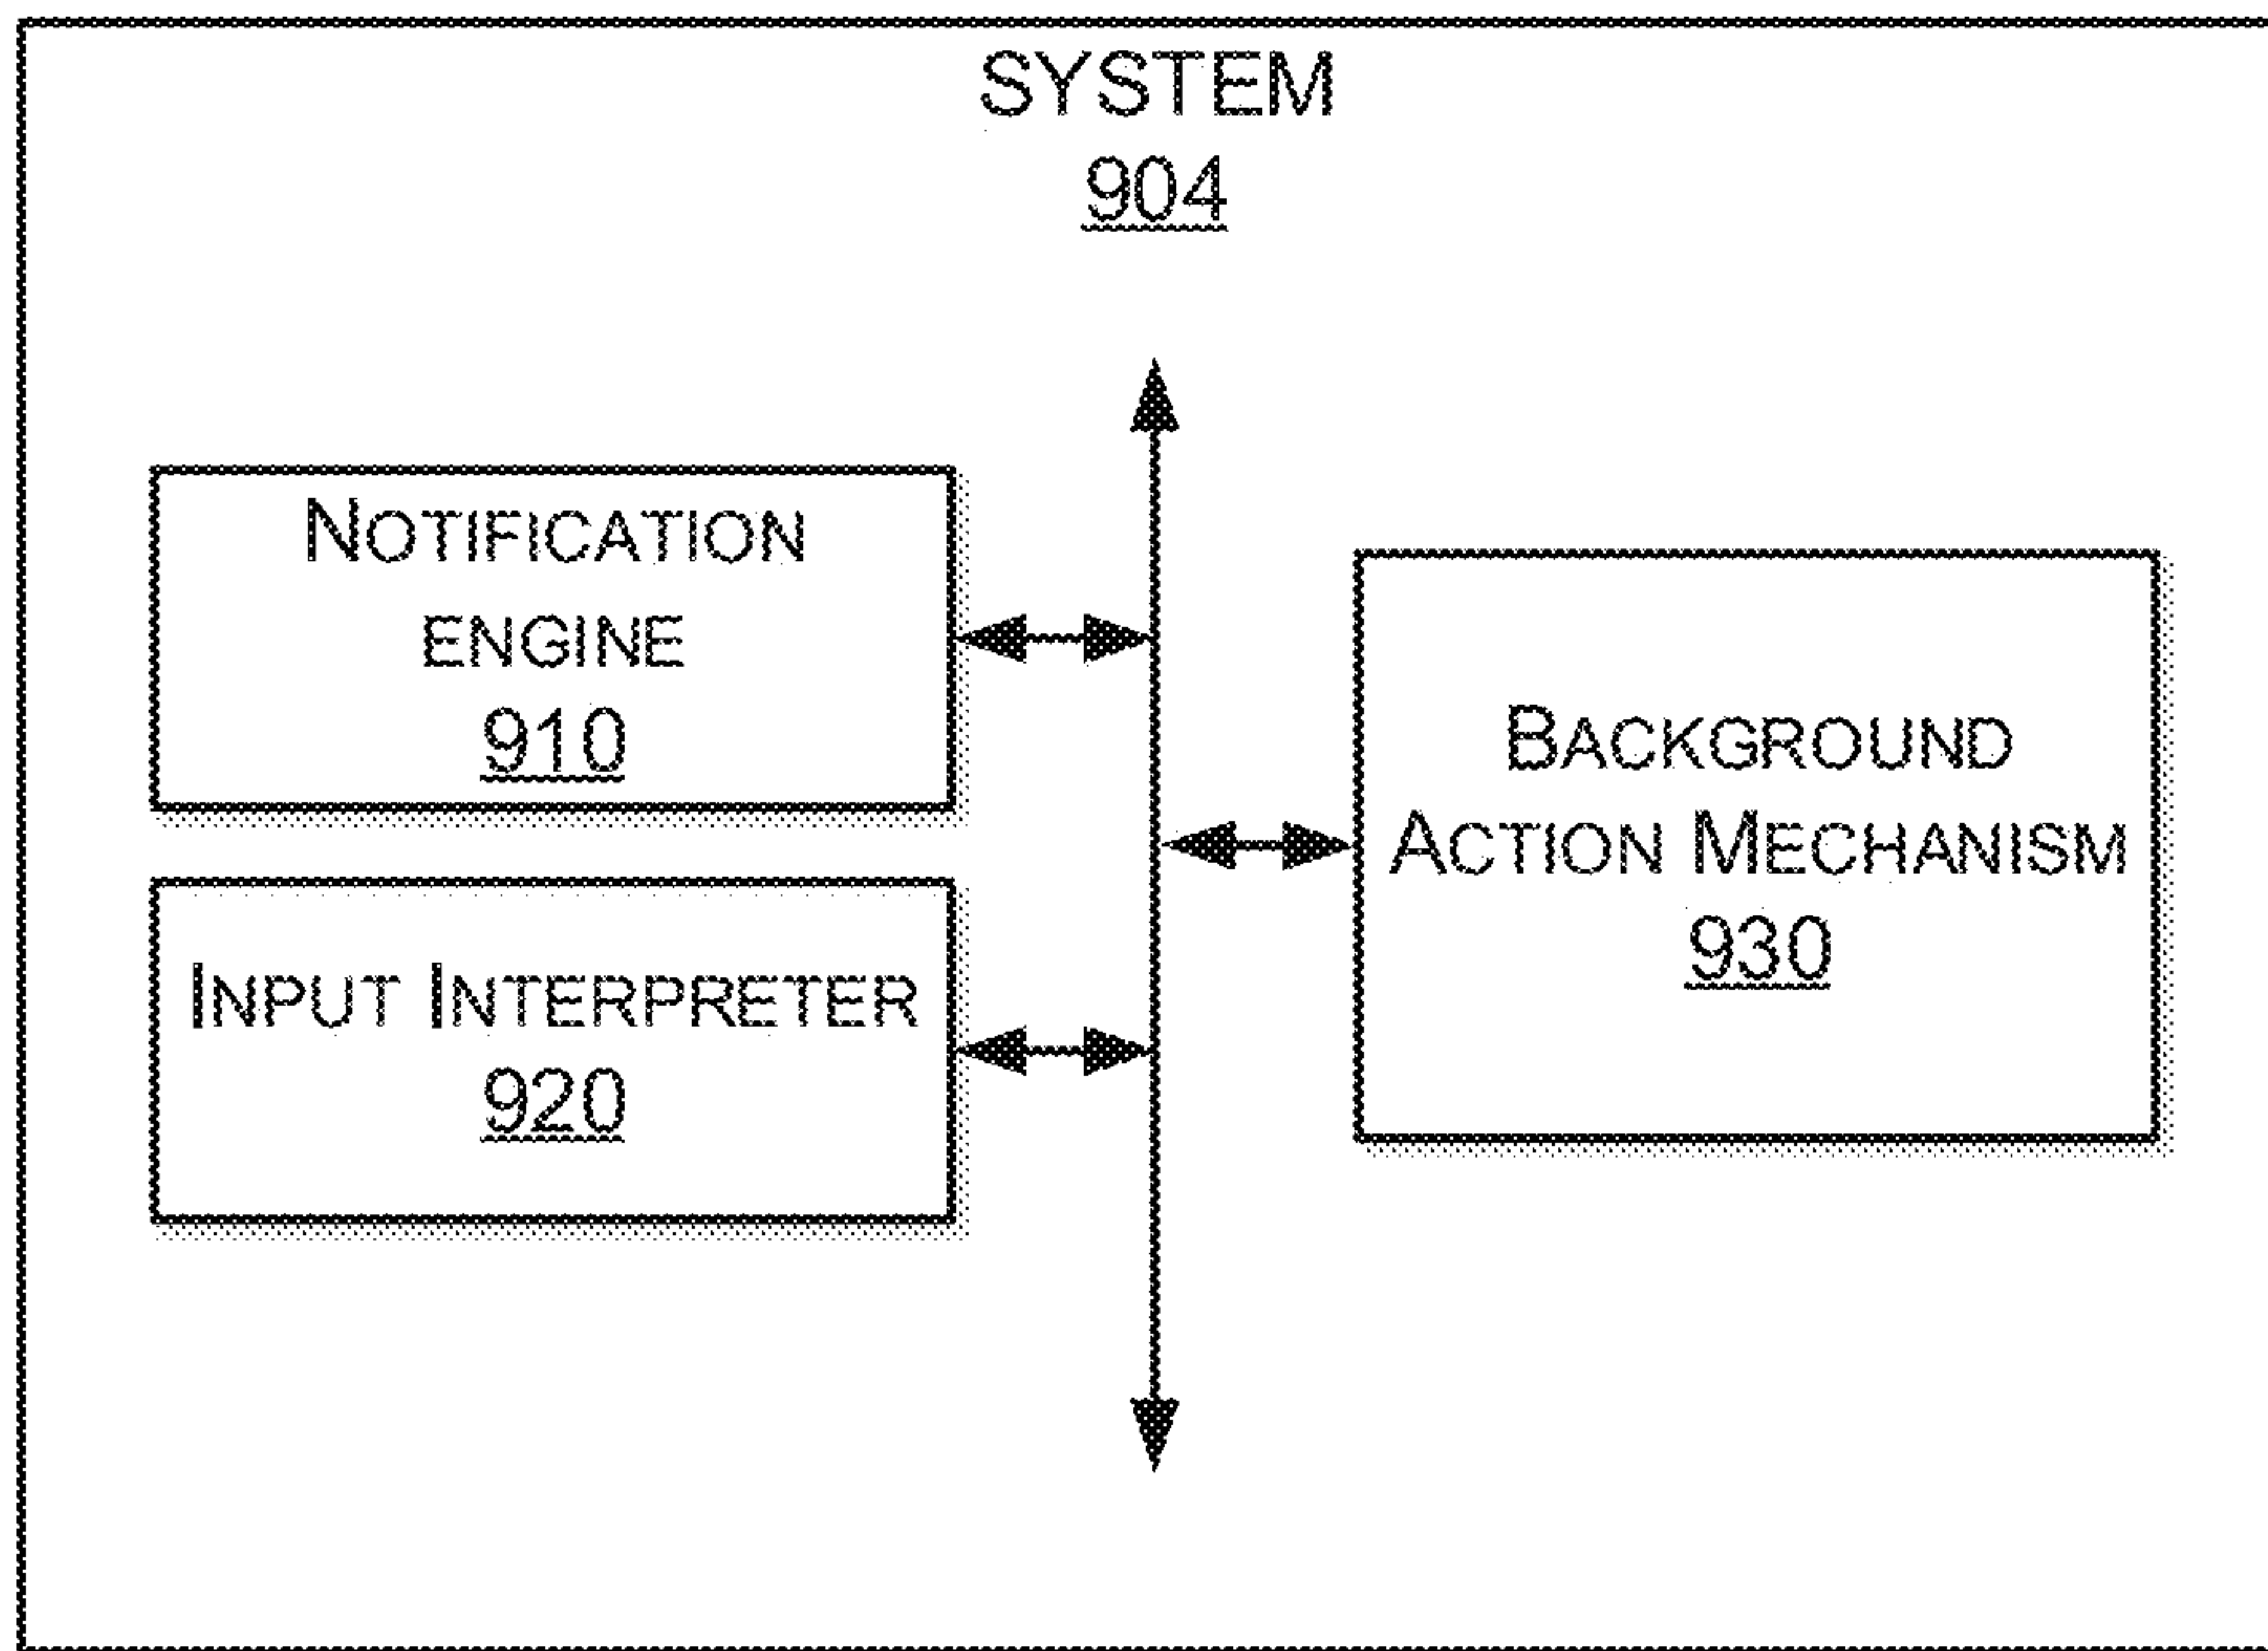 SYSTEM
904
NOTIFICATION
ENGINE
910
INPUT INTERPRETER
920
BACKGROUND
ACTION MECHANISM
930